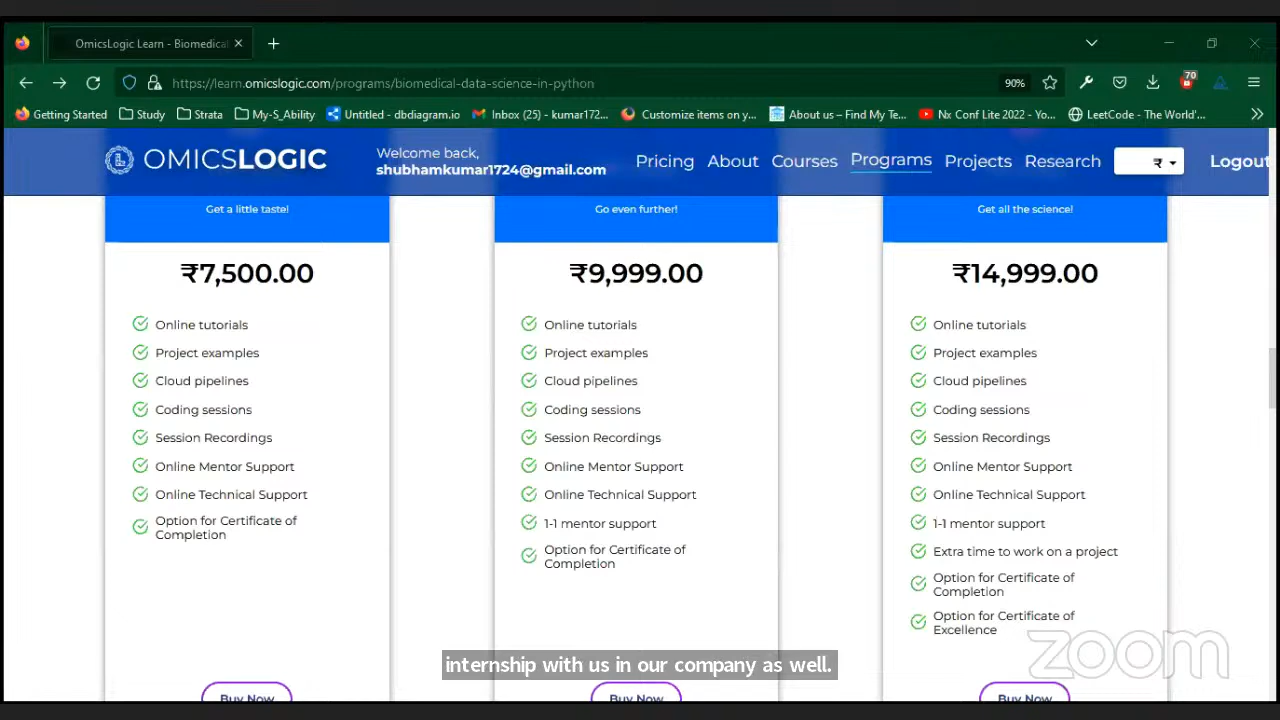 OmicsLogic Learn - Biomedical
https://learn.omicslogic.com/programs/biomedical-data-science-in-python
90%
70
Getting Started
Study
Strata
My-S_Ability
Untitled - dbdiagram.io
Inbox (25) - kumar172...
Customize items on y...
About us – Find My Te...
Nx Conf Lite 2022 - Yo...
LeetCode - The World'...
OMICSLOGIC
Welcome back,
shubhamkumar1724@gmail.com
Pricing
About
Courses
Programs
Projects
Research
₹
Logout
Get a little taste!
₹7,500.00
Online tutorials
Project examples
Cloud pipelines
Coding sessions
Session Recordings
Online Mentor Support
Online Technical Support
Option for Certificate of
Completion
Buy Now
Go even further!
₹9,999.00
Online tutorials
Project examples
Cloud pipelines
Coding sessions
Session Recordings
Online Mentor Support
Online Technical Support
1-1 mentor support
Option for Certificate of
Completion
Buy Now
Get all the science!
₹14,999.00
Online tutorials
Project examples
Cloud pipelines
Coding sessions
Session Recordings
Online Mentor Support
Online Technical Support
1-1 mentor support
Extra time to work on a project
Option for Certificate of
Completion
Option for Certificate of
Excellence
Buy Now
internship with us in our company as well.
zoom